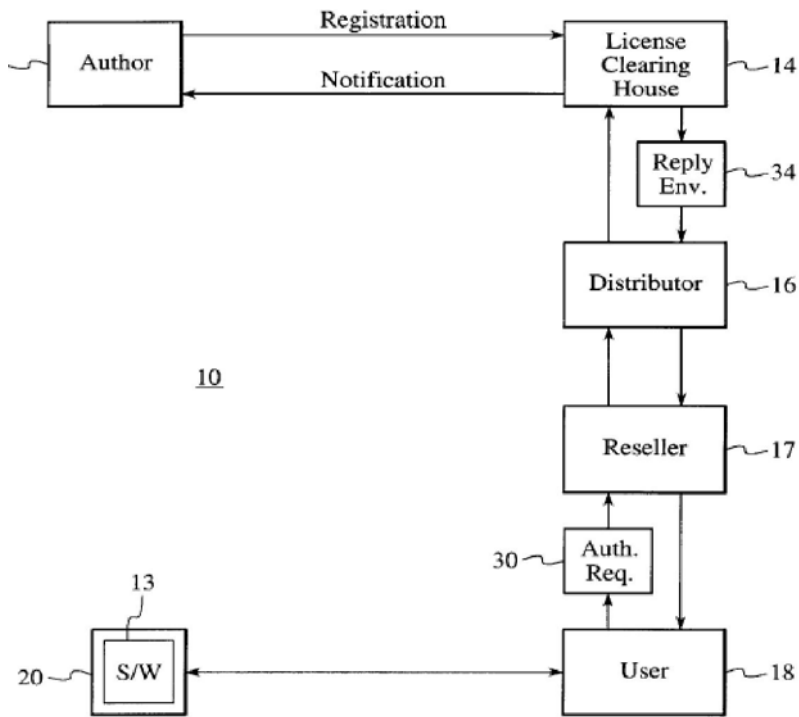 Registration
Author
License
Clearing
House
14
Notification
Reply
Env.
34
Distributor
16
10
Reseller
17
30
Auth.
Req.
13
20
S/W
User
18